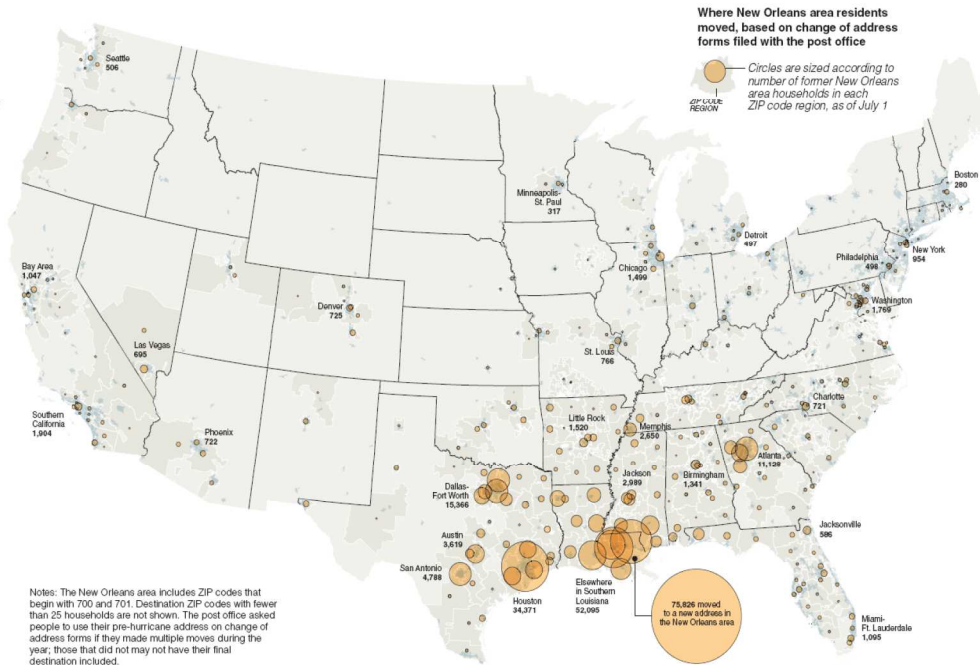 Where New Orleans area residents
moved, based on change of address
forms filed with the post office
Circles are sized according to
number of former New Orleans
area households in each
ZIP code region, as of July 1
ZIP CODE
REGION
Seattle
506
Minneapolis-
St. Paul
317
Boston
280
Detroit
497
New York
954
Philadelphia
498
Chicago
1,499
Bay Area
1,047
Denver
725
Washington
1,769
Las Vegas
695
St. Louis
766
Southern
California
1,904
Phoenix
722
Little Rock
1,520
Memphis
2,650
Charlotte
721
Jackson
2,989
Birmingham
1,341
Atlanta
11,128
Dallas-
Fort Worth
15,366
Austin
3,619
San Antonio
4,788
Houston
34,371
Elsewhere
in Southern
Louisiana
52,095
Jacksonville
586
75,826 moved
to a new address in
the New Orleans area
Miami-
Ft. Lauderdale
1,095
Notes: The New Orleans area includes ZIP codes that
begin with 700 and 701. Destination ZIP codes with fewer
than 25 households are not shown. The post office asked
people to use their pre-hurricane address on change of
address forms if they made multiple moves during the
year; those that did not may not have their final
destination included.